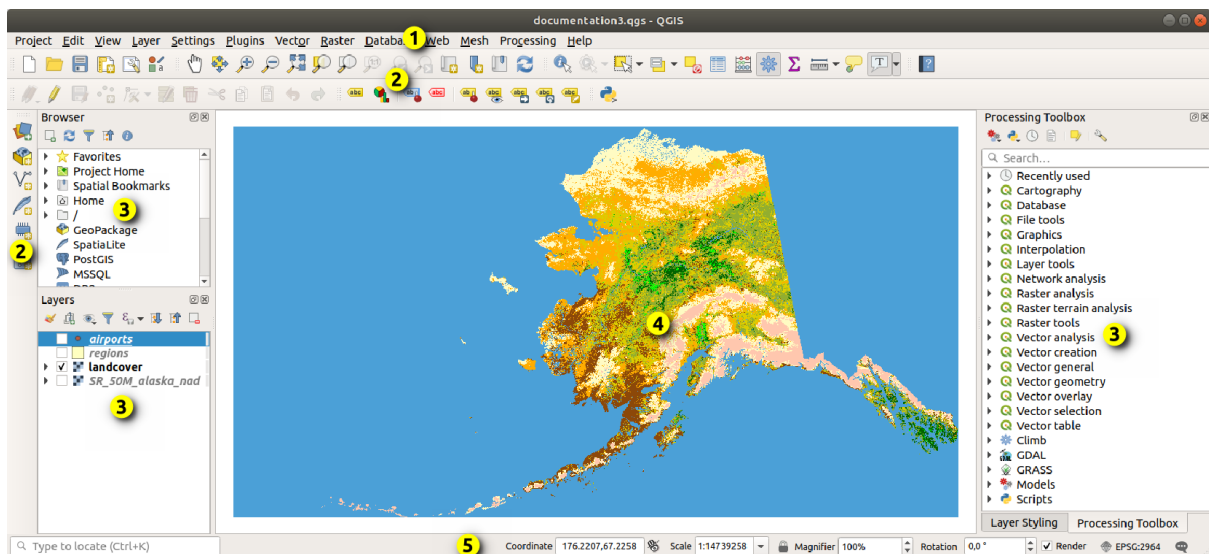 documentation3.qgs - QGIS
Project Edit View Layer Settings Plugins Vector Raster Database Web Mesh Processing Help
1
2
Browser
Favorites
Project Home
Spatial Bookmarks
Home
/
GeoPackage
SpatiaLite
PostGIS
MSSQL
3
2
Layers
airports
regions
landcover
SR_50M_alaska_nad
3
4
Processing Toolbox
Search...
Recently used
Cartography
Database
File tools
Graphics
Interpolation
Layer tools
Network analysis
Raster analysis
Raster terrain analysis
Raster tools
Vector analysis
Vector creation
Vector general
Vector geometry
Vector overlay
Vector selection
Vector table
Climb
GDAL
GRASS
Models
Scripts
3
Layer Styling Processing Toolbox
Type to locate (Ctrl+K) 5 Coordinate 176.2207,67.2258 Scale 1:14739258 Magnifier 100% Rotation 0,0 ° Render EPSG:2964